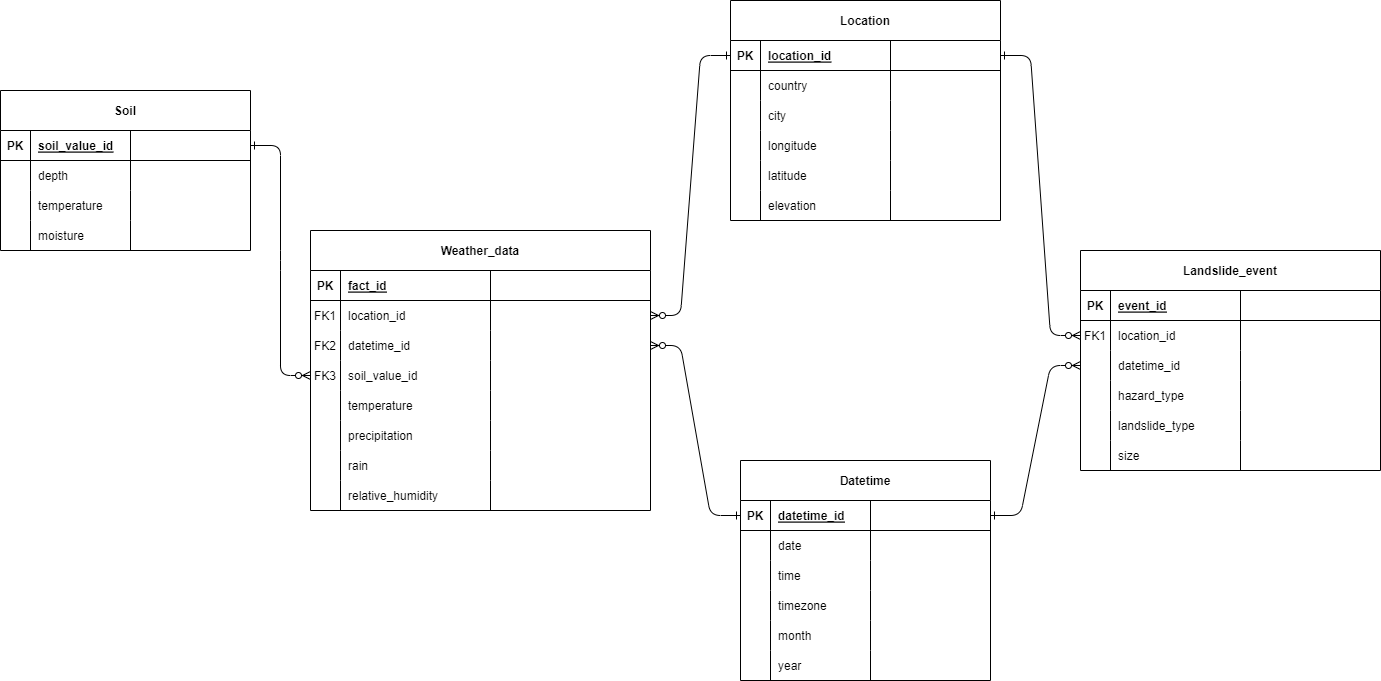 Location
PK location_id
country
city
longitude
latitude
elevation
Soil
PK soil_value_id
depth
temperature
moisture
Weather_data
PK fact_id
FK1 location_id
FK2 datetime_id
FK3 soil_value_id
temperature
precipitation
rain
relative_humidity
Landslide_event
PK event_id
FK1 location_id
datetime_id
hazard_type
landslide_type
size
Datetime
PK datetime_id
date
time
timezone
month
year